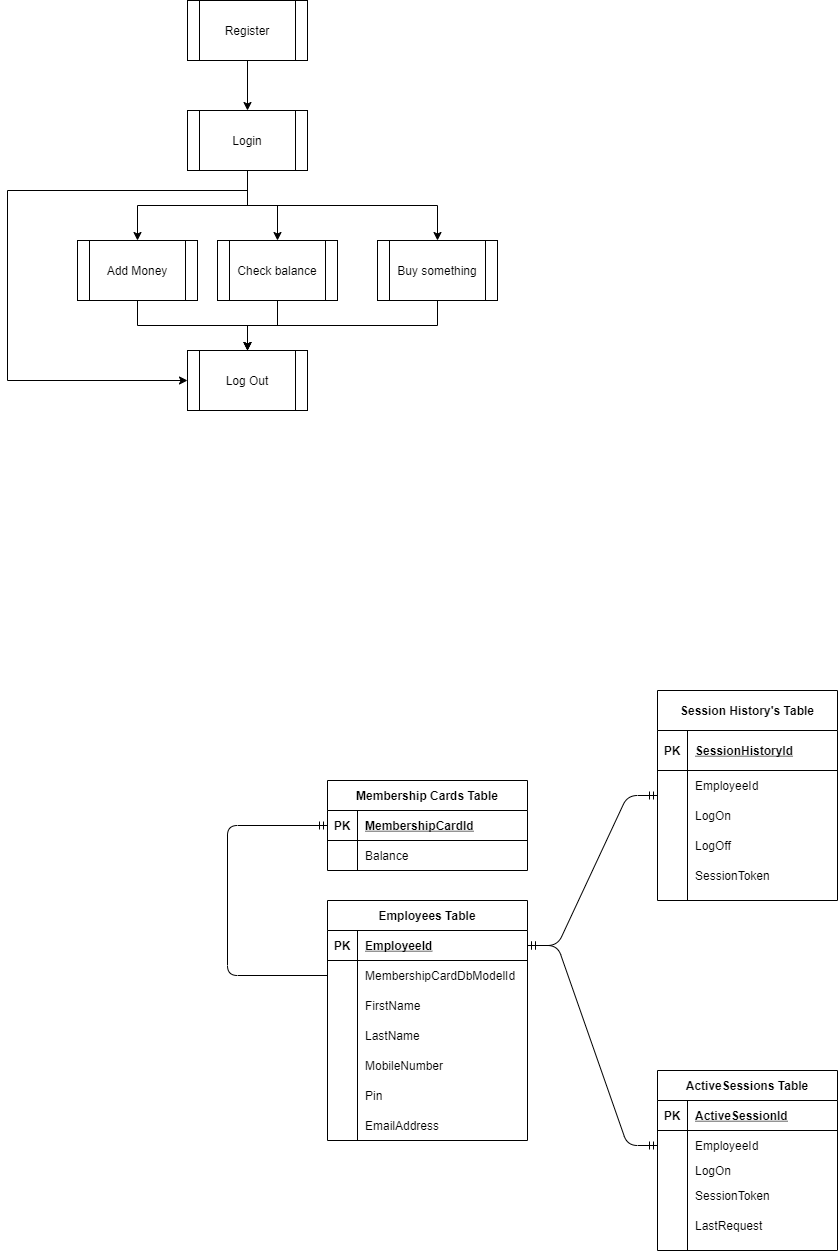 Register
Login
Add Money
Check balance
Buy something
Log Out
Session History's Table
PK SessionHistoryId
EmployeeId
LogOn
LogOff
SessionToken
Membership Cards Table
PK MembershipCardId
Balance
Employees Table
PK EmployeeId
MembershipCardDbModelId
FirstName
LastName
MobileNumber
Pin
EmailAddress
ActiveSessions Table
PK ActiveSessionId
EmployeeId
LogOn
SessionToken
LastRequest